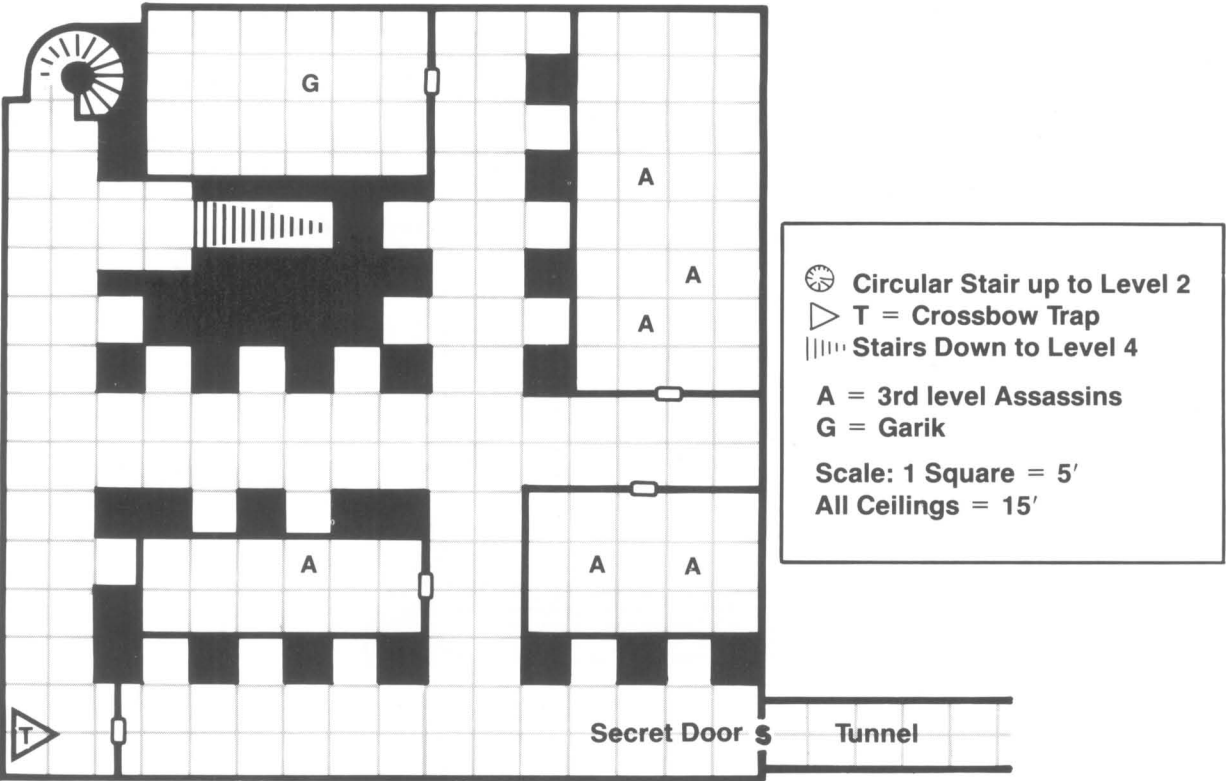 G
A
A
A
A
A
A
T
Secret Door S Tunnel
Circular Stair up to Level 2
T = Crossbow Trap
Stairs Down to Level 4
A = 3rd level Assassins
G = Garik
Scale: 1 Square = 5′
All Ceilings = 15′